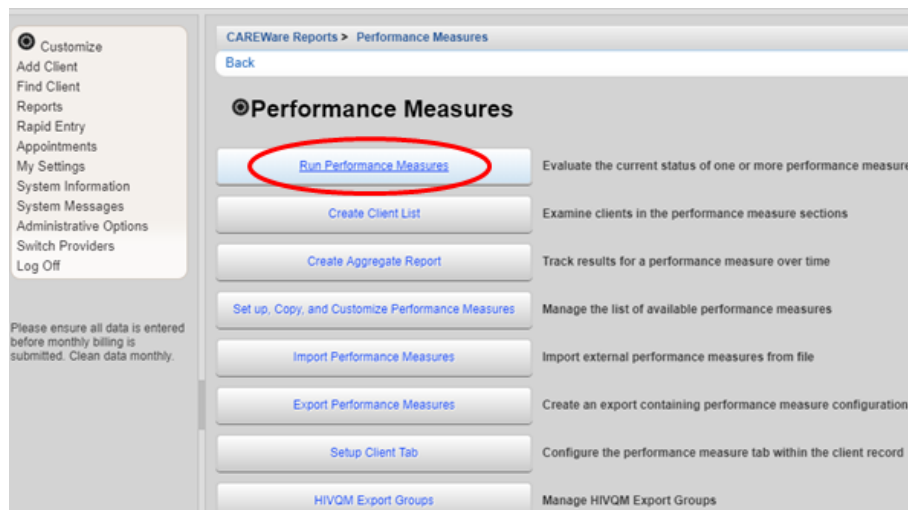 Customize
Add Client
Find Client
Reports
Rapid Entry
Appointments
My Settings
System Information
System Messages
Administrative Options
Switch Providers
Log Off
Please ensure all data is entered
before monthly billing is
submitted. Clean data monthly.
CAREWare Reports > Performance Measures
Back
Performance Measures
Run Performance Measures Evaluate the current status of one or more performance measure
Create Client List Examine clients in the performance measure sections
Create Aggregate Report Track results for a performance measure over time
Set up, Copy, and Customize Performance Measures Manage the list of available performance measures
Import Performance Measures Import external performance measures from file
Export Performance Measures Create an export containing performance measure configuration
Setup Client Tab Configure the performance measure tab within the client record
HIVQM Export Groups Manage HIVQM Export Groups